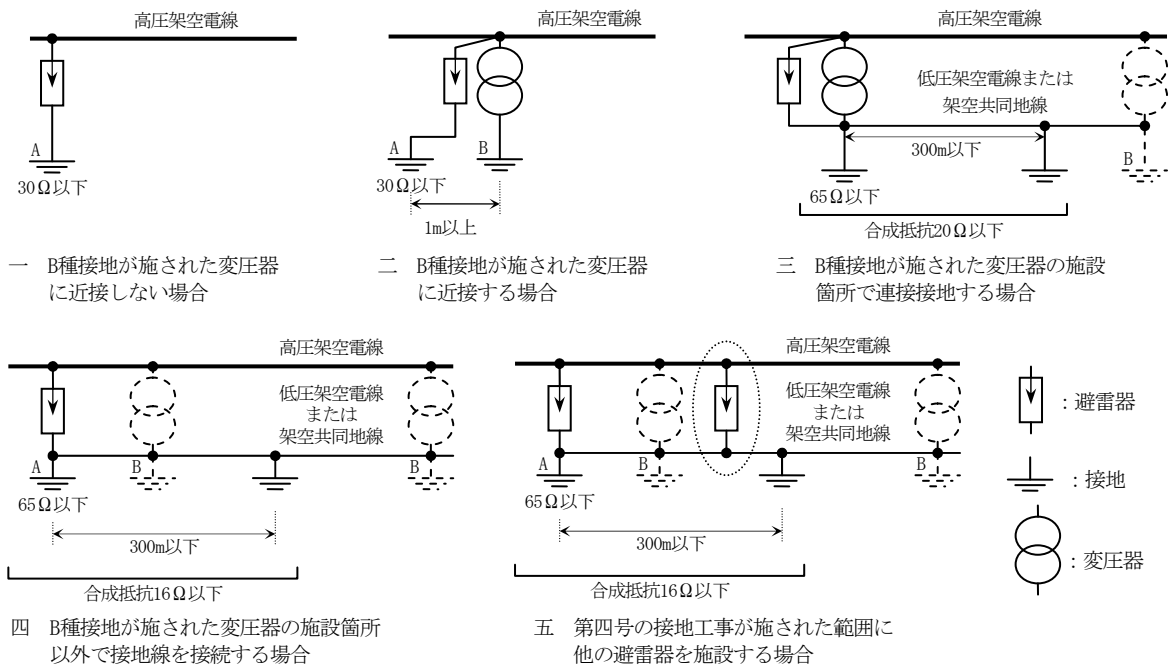 高圧架空電線
A
30Ω以下
一 B種接地が施された変圧器
に近接しない場合
高圧架空電線
A
B
30Ω以下
1m以上
二 B種接地が施された変圧器
に近接する場合
高圧架空電線
低圧架空電線または
架空共同地線
300m以下
B
65Ω以下
合成抵抗20Ω以下
三 B種接地が施された変圧器の施設
箇所で連接接地する場合
高圧架空電線
低圧架空電線
または
架空共同地線
A
B
B
65Ω以下
300m以下
合成抵抗16Ω以下
四 B種接地が施された変圧器の施設箇所
以外で接地線を接続する場合
高圧架空電線
低圧架空電線
または
架空共同地線
A
B
B
65Ω以下
300m以下
合成抵抗16Ω以下
五 第四号の接地工事が施された範囲に
他の避雷器を施設する場合
：避雷器
：接地
：変圧器